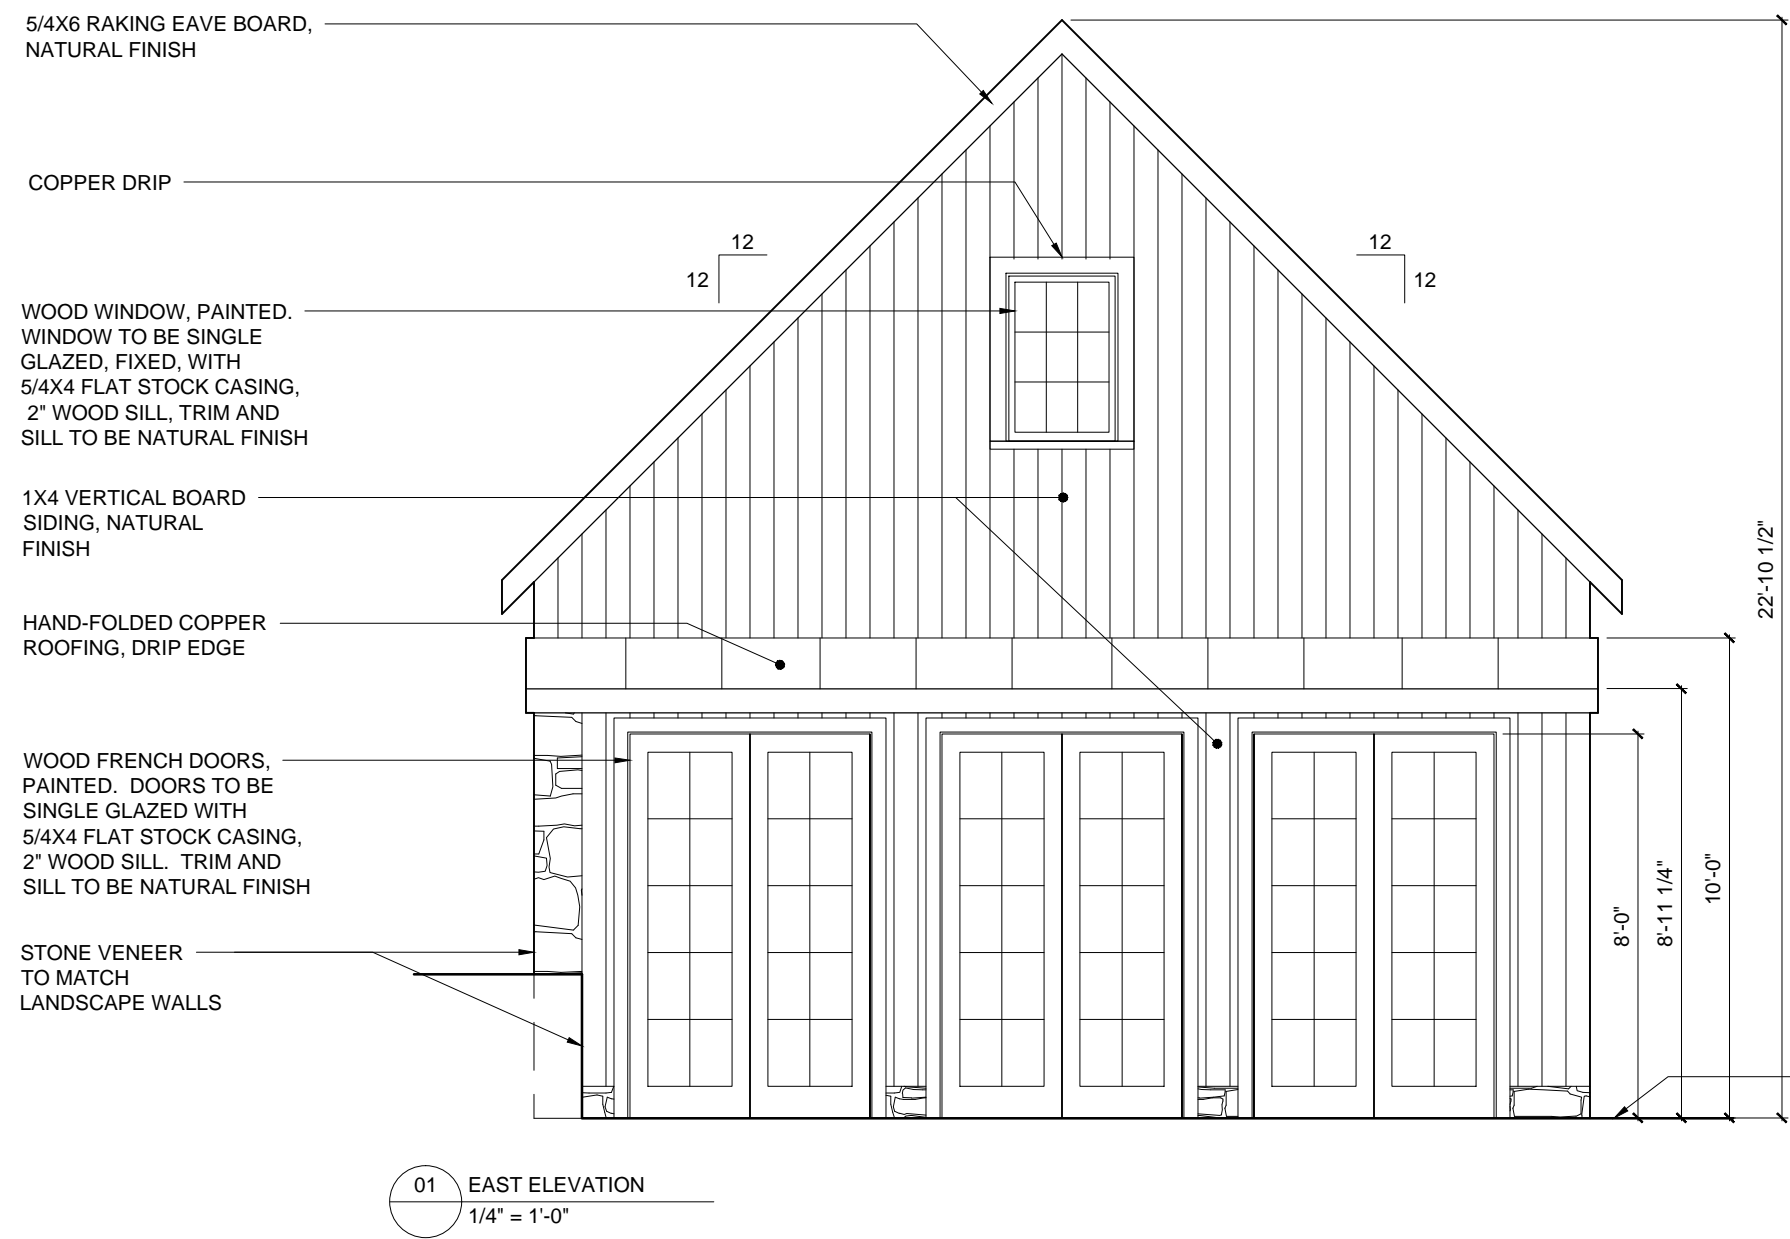 5/4X6 RAKING EAVE BOARD,
NATURAL FINISH
COPPER DRIP
12
12
12
12
WOOD WINDOW, PAINTED.
WINDOW TO BE SINGLE
GLAZED, FIXED, WITH
5/4X4 FLAT STOCK CASING,
2" WOOD SILL, TRIM AND
SILL TO BE NATURAL FINISH
1X4 VERTICAL BOARD
SIDING, NATURAL
FINISH
HAND-FOLDED COPPER
ROOFING, DRIP EDGE
WOOD FRENCH DOORS,
PAINTED. DOORS TO BE
SINGLE GLAZED WITH
5/4X4 FLAT STOCK CASING,
2" WOOD SILL. TRIM AND
SILL TO BE NATURAL FINISH
STONE VENEER
TO MATCH
LANDSCAPE WALLS
8'-0"
8'-11 1/4"
10'-0"
22'-10 1/2"
01 EAST ELEVATION
1/4" = 1'-0"